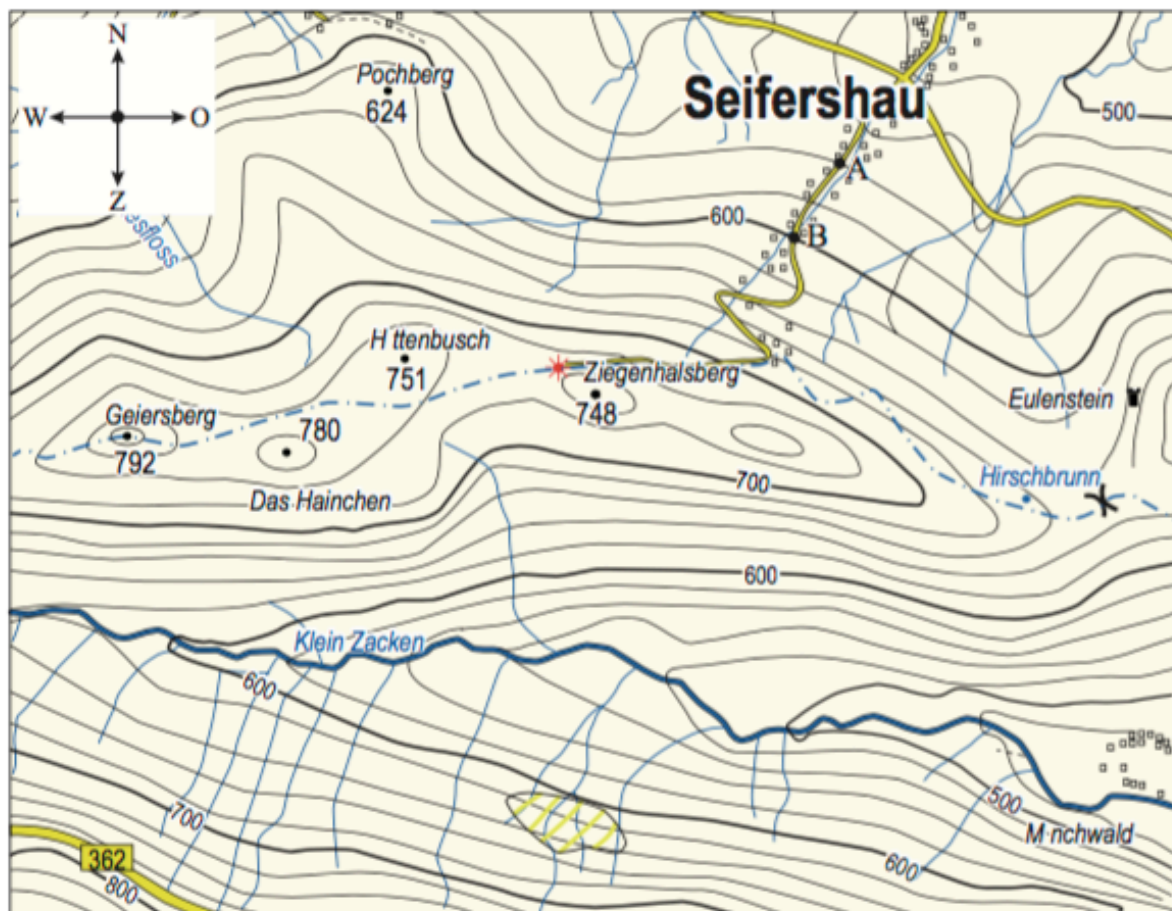 N
W
O
Z
Pochberg
624
Seifershau
500
A
600
B
esfloss
H ttenbusch
751
Ziegenhalsberg
748
Eulenstein
Geiersberg
792
780
Das Hainchen
700
Hirschbrunn
600
Klein Zacken
600
700
500
M nchwald
362
800
600